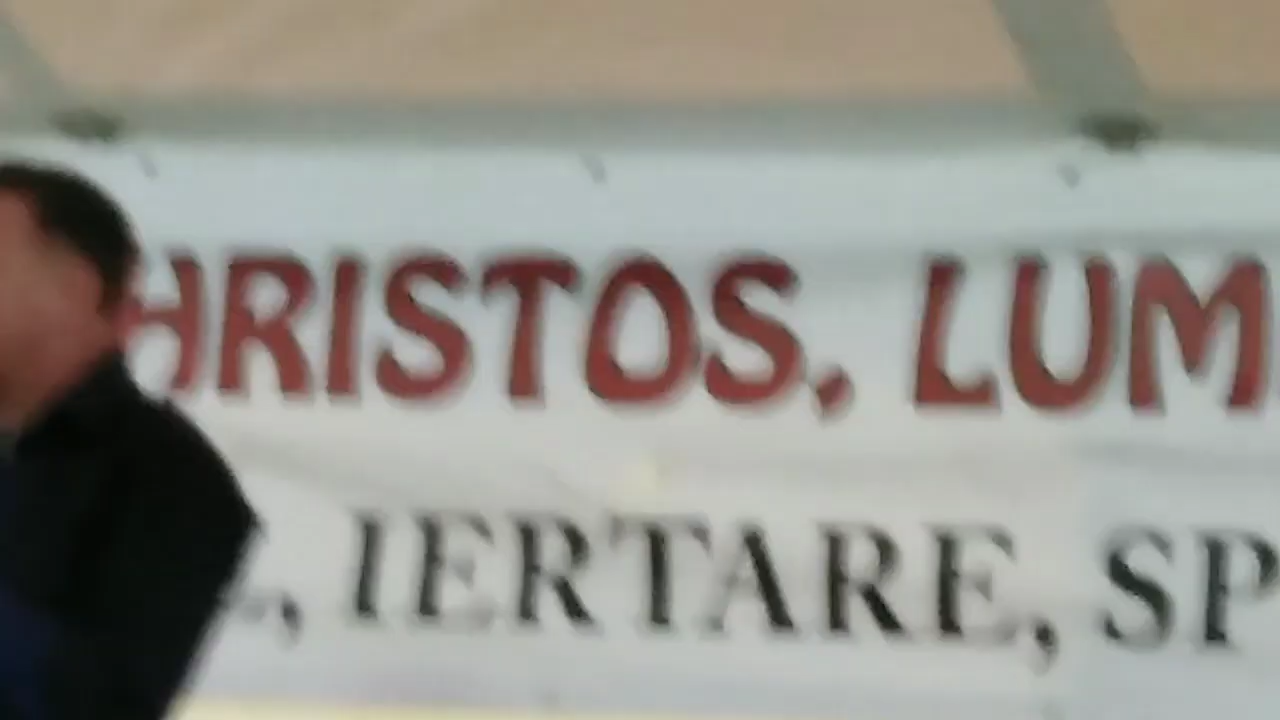 HRISTOS, LUM
, IERTARE, SP